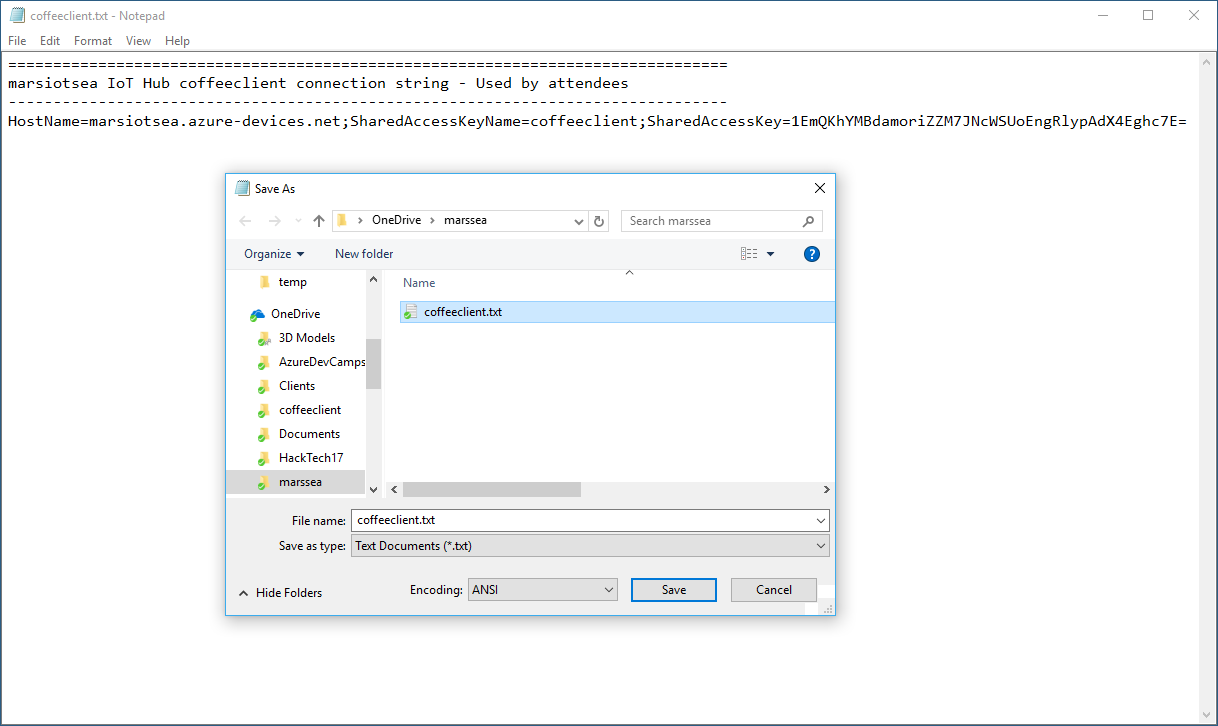 coffeeclient.txt - Notepad
File Edit Format View Help
================================================================================
marsiotsea IoT Hub coffeeclient connection string - Used by attendees
--------------------------------------------------------------------------------
HostName=marsiotsea.azure-devices.net;SharedAccessKeyName=coffeeclient;SharedAccessKey=1EmQKhYMBdamoriZZM7JNcWSUoEngRlypAdX4Eghc7E=
Save As
OneDrive > marssea
Search marssea
Organize New folder
temp
OneDrive
3D Models
AzureDevCamps
Clients
coffeeclient
Documents
HackTech17
marssea
Name
coffeeclient.txt
File name: coffeeclient.txt
Save as type: Text Documents (*.txt)
Hide Folders
Encoding: ANSI
Save
Cancel